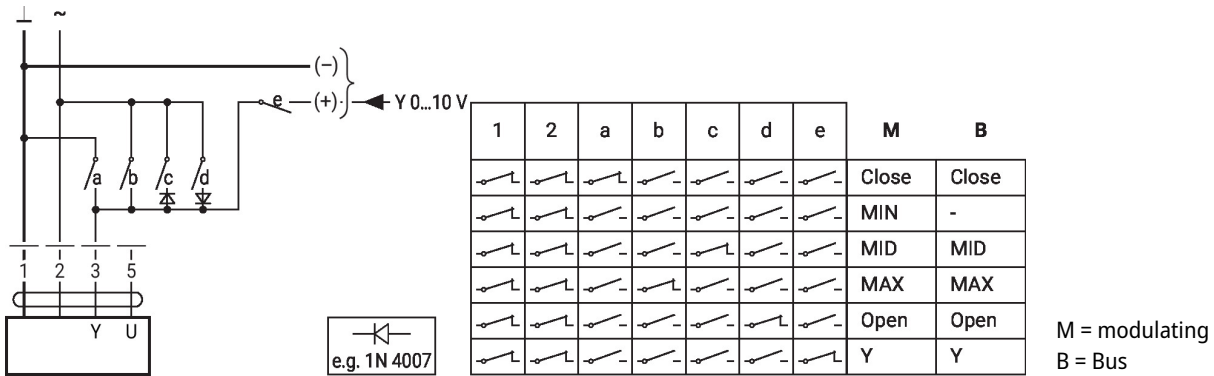 ⊥ ~
(–)
e (+) Y 0...10 V
a b c d
1 2 3 5
Y U
e.g. 1N 4007
1 2 a b c d e M B
Close Close
MIN -
MID MID
MAX MAX
Open Open
Y Y
M = modulating
B = Bus